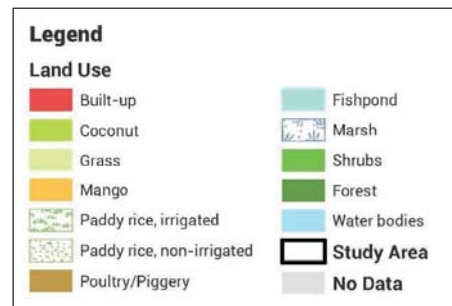 Legend
Land Use
Built-up
Coconut
Grass
Mango
Paddy rice, irrigated
Paddy rice, non-irrigated
Poultry/Piggery
Fishpond
Marsh
Shrubs
Forest
Water bodies
Study Area
No Data